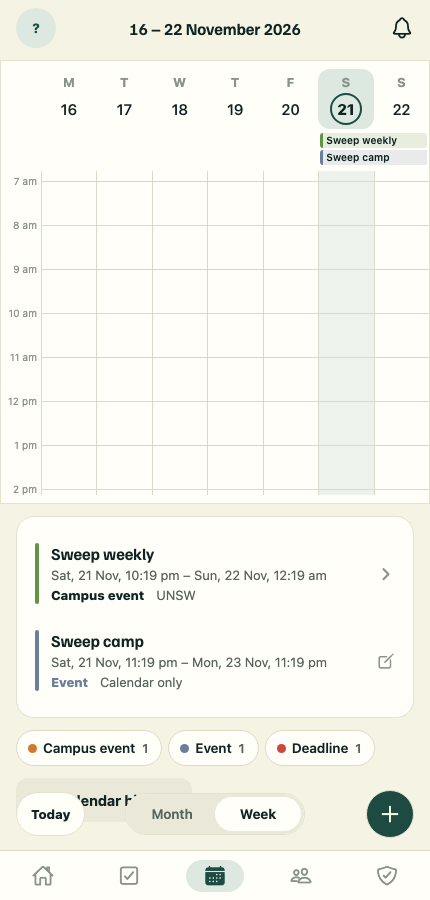 ?
16 – 22 November 2026
M T W T F S S
16 17 18 19 20 21 22
Sweep weekly
Sweep camp
7 am
8 am
9 am
10 am
11 am
12 pm
1 pm
2 pm
Sweep weekly
Sat, 21 Nov, 10:19 pm – Sun, 22 Nov, 12:19 am
Campus event UNSW
Sweep camp
Sat, 21 Nov, 11:19 pm – Mon, 23 Nov, 11:19 pm
Event Calendar only
Campus event 1 Event 1 Deadline 1
Today Month Week